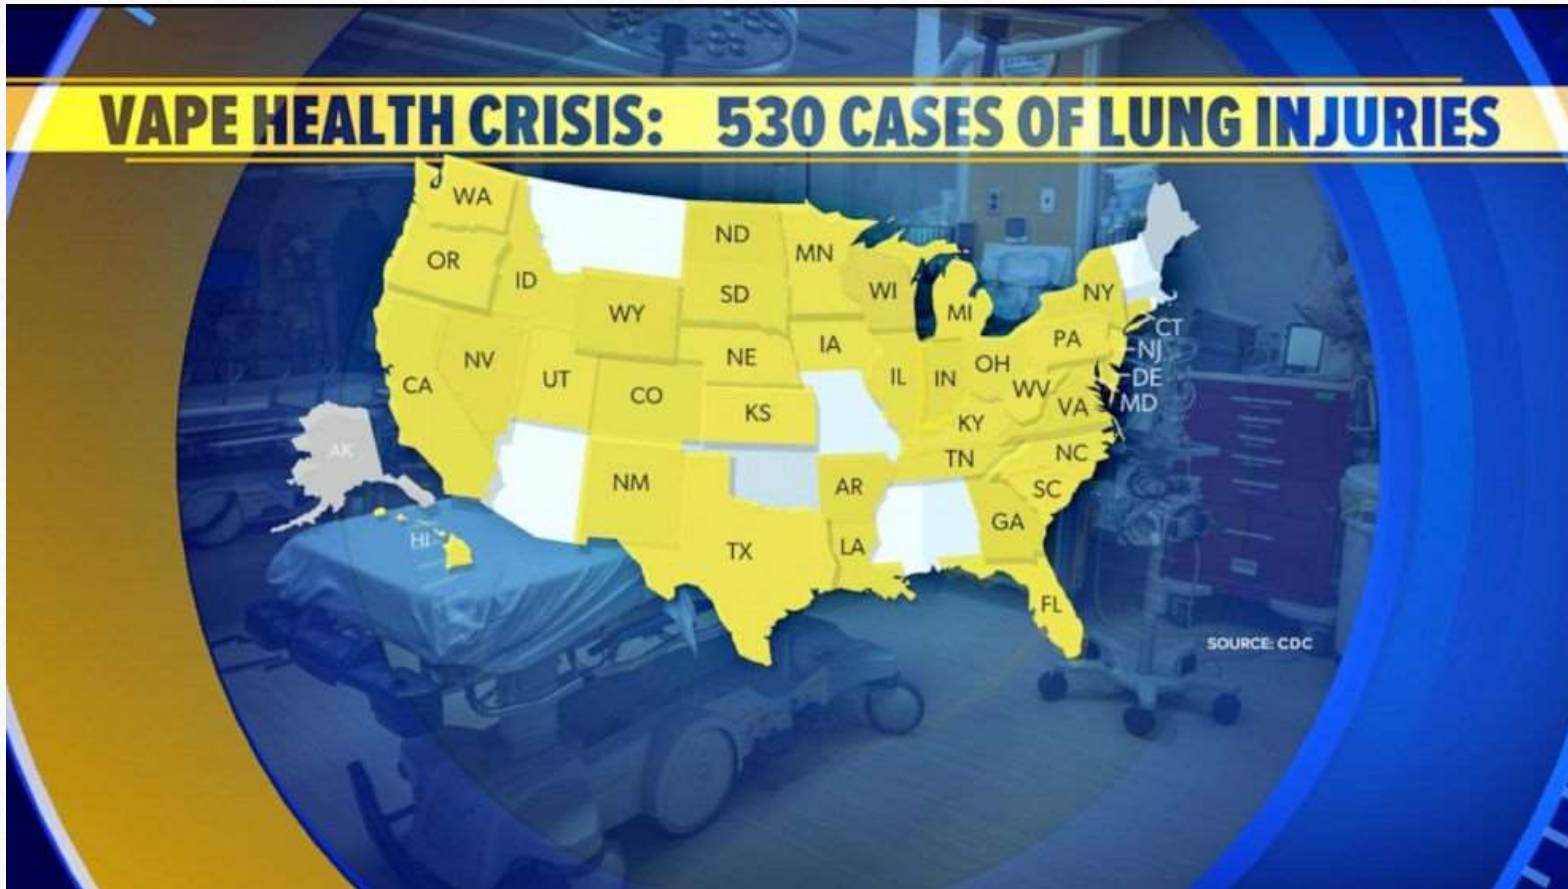 VAPE HEALTH CRISIS: 530 CASES OF LUNG INJURIES
WA
ND
MN
OR
ID
SD
WI
NY
WY
MI
CT
PA
NJ
IA
NV
NE
OH
UT
IL
IN
DE
CA
CO
WV
MD
VA
KS
KY
AK
NC
TN
NM
AR
SC
GA
HI
TX
LA
FL
SOURCE: CDC